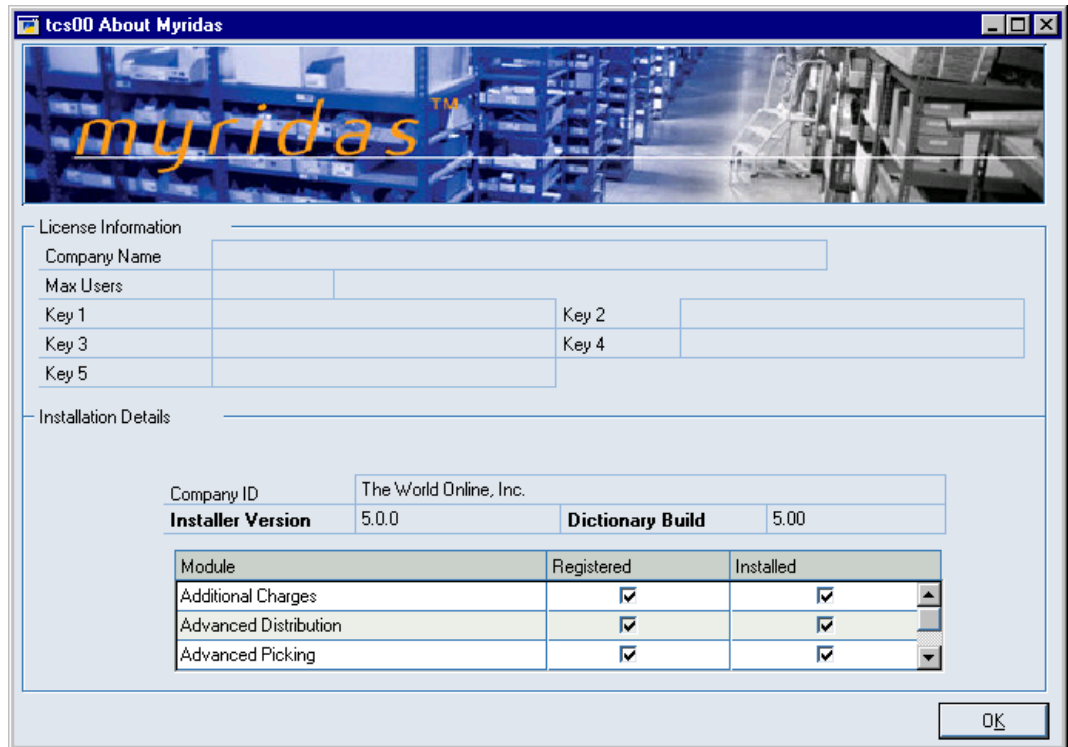 tcs00 About Myridas
myridas™
License Information
Company Name
Max Users
Key 1 Key 2
Key 3 Key 4
Key 5
Installation Details
Company ID The World Online, Inc.
Installer Version 5.0.0 Dictionary Build 5.00
Module Registered Installed
Additional Charges
Advanced Distribution
Advanced Picking
OK